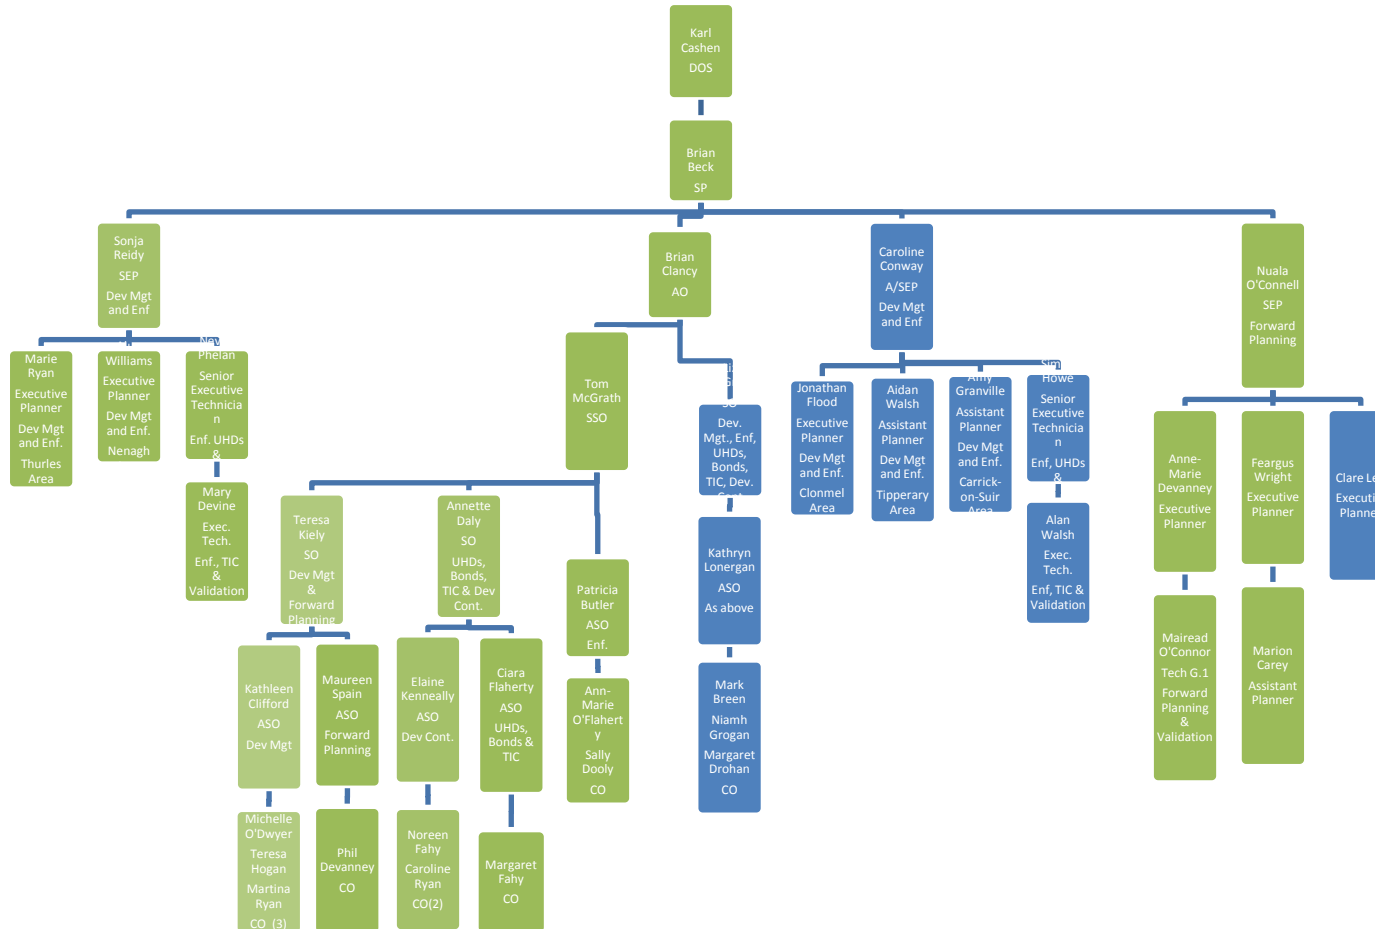 Karl
Cashen
DOS
Brian
Beck
SP
Sonja
Reidy
SEP
Dev Mgt
and Enf
Brian
Clancy
AO
Caroline
Conway
A/SEP
Dev Mgt
and Enf
Nuala
O'Connell
SEP
Forward
Planning
Marie
Ryan
Executive
Planner
Dev Mgt
and Enf.
Thurles
Area
Williams
Executive
Planner
Dev Mgt
and Enf.
Nenagh
Phelan
Senior
Executive
Technicia
n
Enf. UHDs
&
Mary
Devine
Exec.
Tech.
Enf., TIC
&
Validation
Tom
McGrath
SSO
SO
Dev.
Mgt., Enf,
UHDs,
Bonds,
TIC, Dev.
Cont.
Jonathan
Flood
Executive
Planner
Dev Mgt
and Enf.
Clonmel
Area
Aidan
Walsh
Assistant
Planner
Dev Mgt
and Enf.
Tipperary
Area
Amy
Granville
Assistant
Planner
Dev Mgt
and Enf.
Carrick-
on-Suir
Area
Howe
Senior
Executive
Technicia
n
Enf, UHDs
&
Alan
Walsh
Exec.
Tech.
Enf, TIC &
Validation
Anne-
Marie
Devanney
Executive
Planner
Feargus
Wright
Executive
Planner
Clare
Planner
Teresa
Kiely
SO
Dev Mgt
&
Forward
Planning
Annette
Daly
SO
UHDs,
Bonds,
TIC & Dev
Cont.
Patricia
Butler
ASO
Enf.
Kathryn
Lonergan
ASO
As above
Mairead
O'Connor
Tech G.1
Forward
Planning
&
Validation
Marion
Carey
Assistant
Planner
Kathleen
Clifford
ASO
Dev Mgt
Maureen
Spain
ASO
Forward
Planning
Elaine
Kenneally
ASO
Dev Cont.
Ciara
Flaherty
ASO
UHDs,
Bonds &
TIC
Ann-
Marie
O'Flahert
y
Sally
Dooly
CO
Mark
Breen
Niamh
Grogan
Margaret
Drohan
CO
Michelle
O'Dwyer
Teresa
Hogan
Martina
Ryan
CO (3)
Phil
Devanney
CO
Noreen
Fahy
Caroline
Ryan
CO(2)
Margaret
Fahy
CO